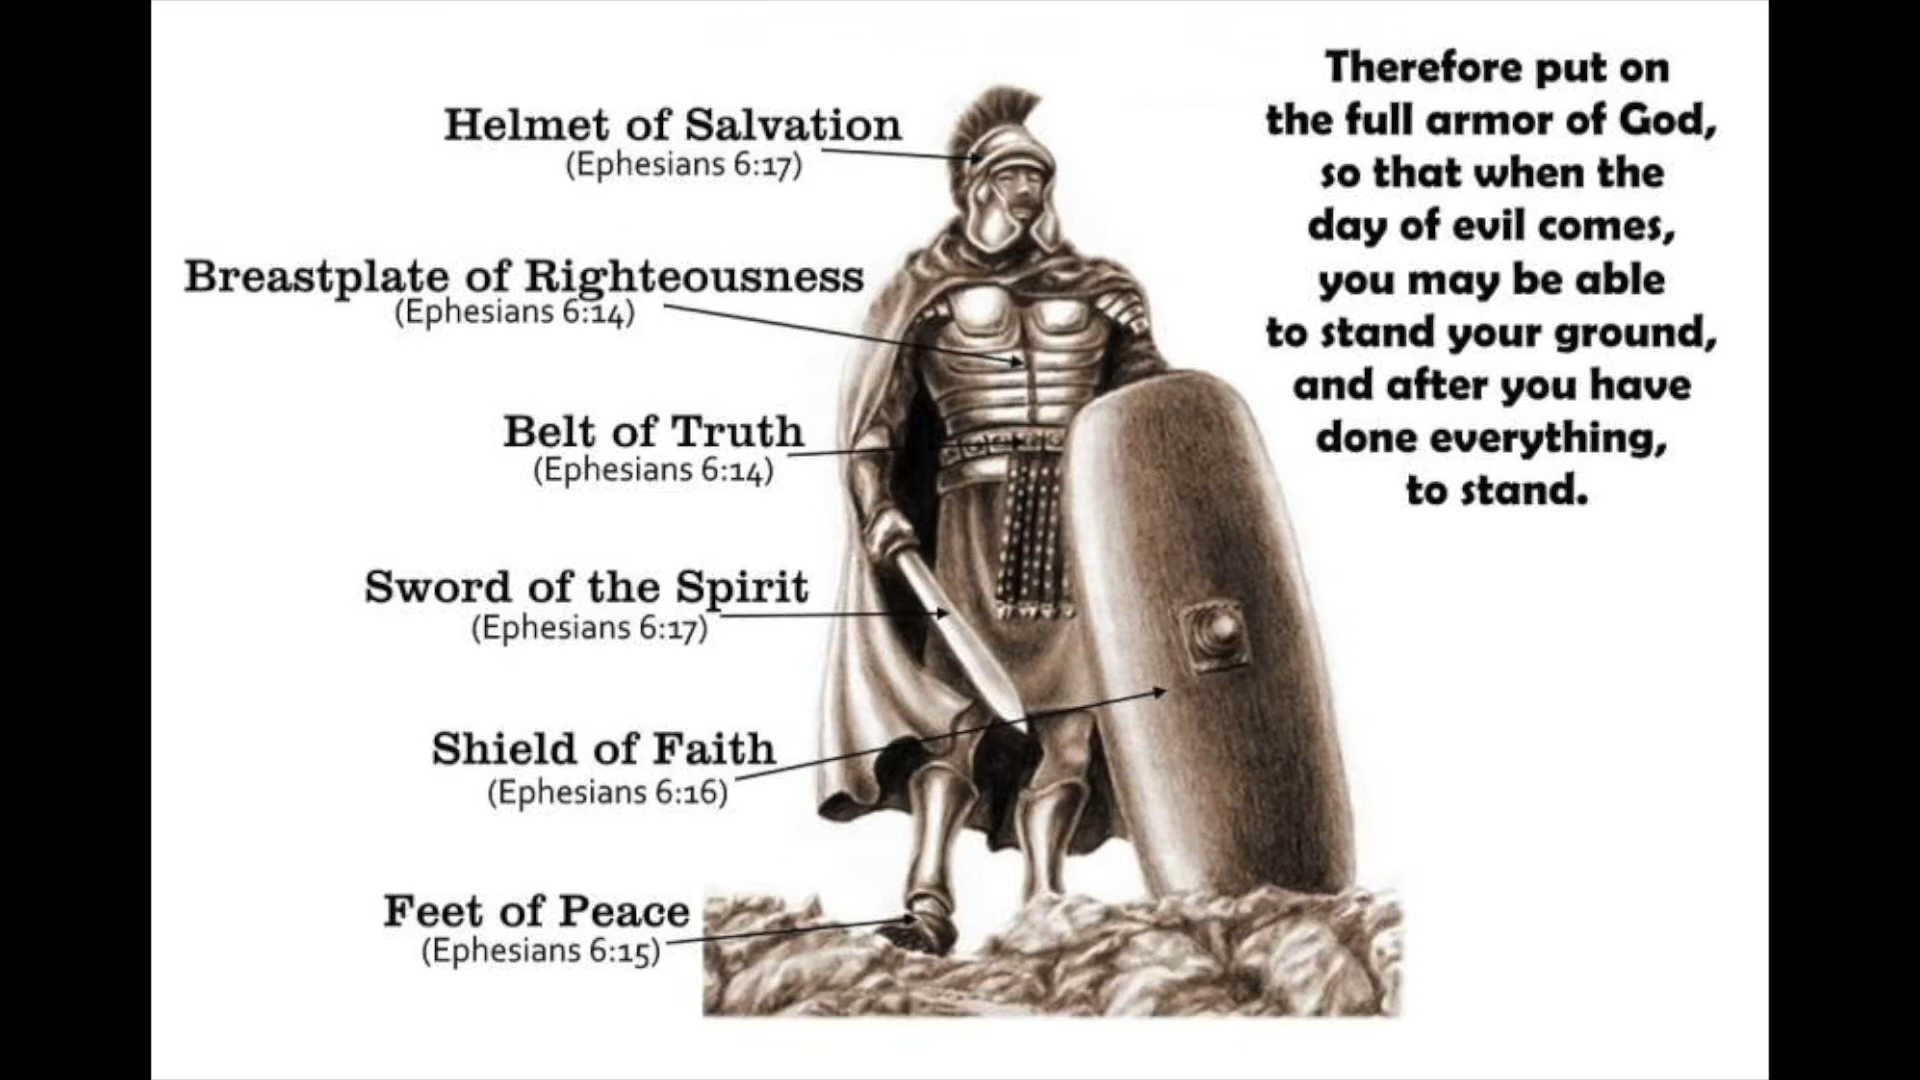 Helmet of Salvation
(Ephesians 6:17)
Breastplate of Righteousness
(Ephesians 6:14)
Belt of Truth
(Ephesians 6:14)
Sword of the Spirit
(Ephesians 6:17)
Shield of Faith
(Ephesians 6:16)
Feet of Peace
(Ephesians 6:15)
Therefore put on
the full armor of God,
so that when the
day of evil comes,
you may be able
to stand your ground,
and after you have
done everything,
to stand.